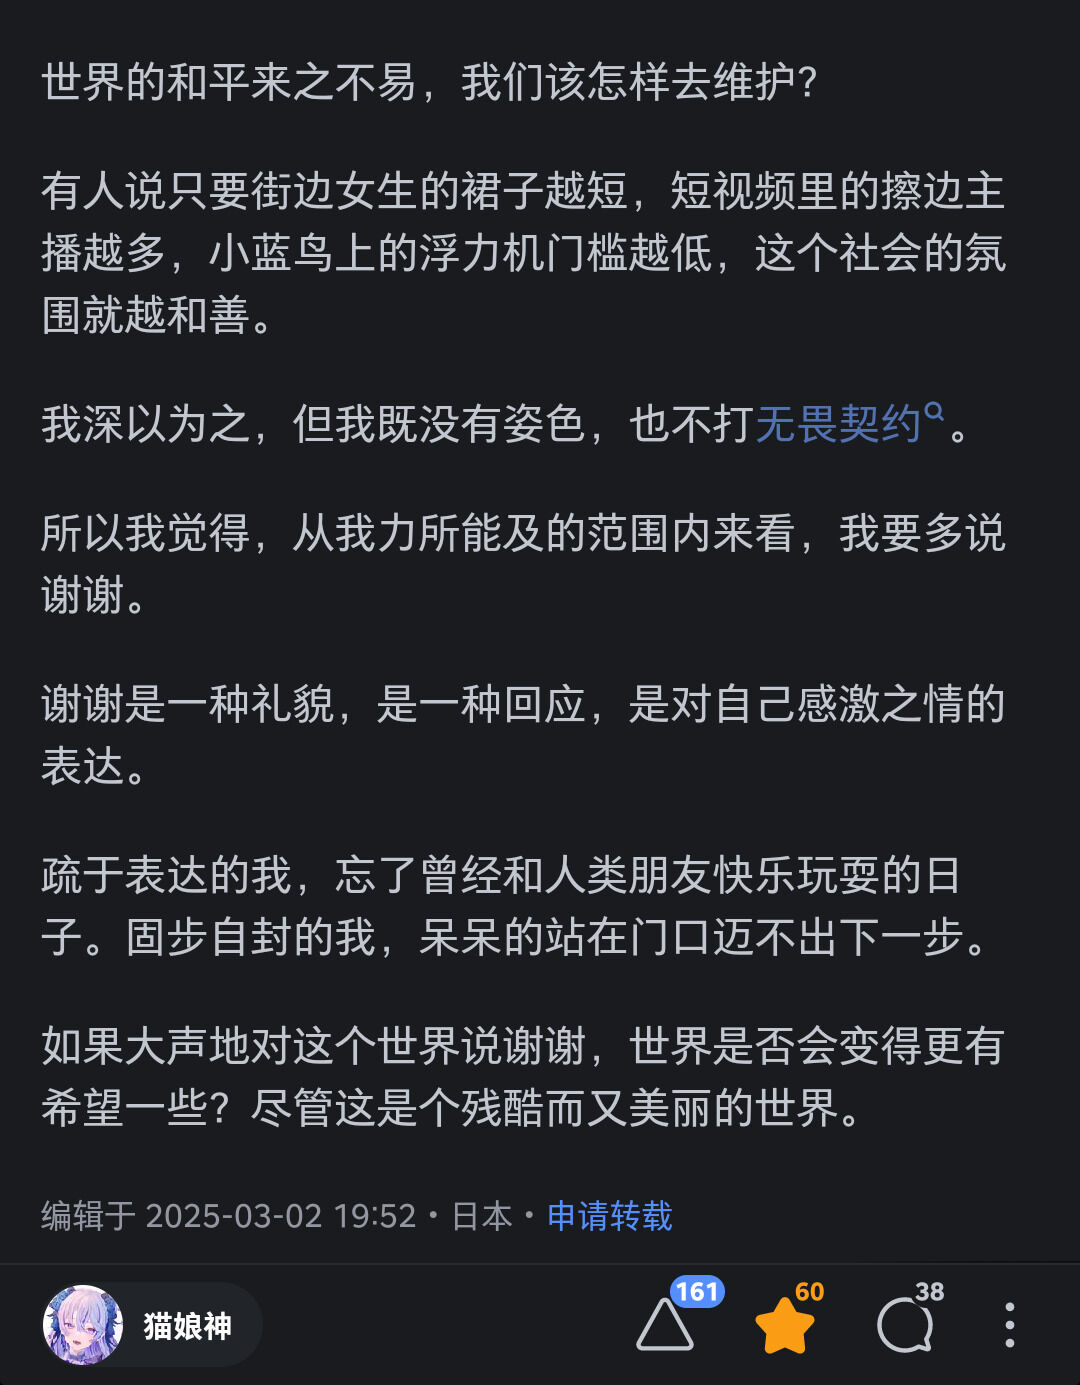 世界的和平来之不易，我们该怎样去维护？
有人说只要街边女生的裙子越短，短视频里的擦边主
播越多，小蓝鸟上的浮力机门槛越低，这个社会的氛
围就越和善。
我深以为之，但我既没有姿色，也不打无畏契约。
所以我觉得，从我力所能及的范围内来看，我要多说
谢谢。
谢谢是一种礼貌，是一种回应，是对自己感激之情的
表达。
疏于表达的我，忘了曾经和人类朋友快乐玩耍的日
子。固步自封的我，呆呆的站在门口迈不出下一步。
如果大声地对这个世界说谢谢，世界是否会变得更有
希望一些？尽管这是个残酷而又美丽的世界。
编辑于 2025-03-02 19:52・日本・申请转载
猫娘神 161 60 38